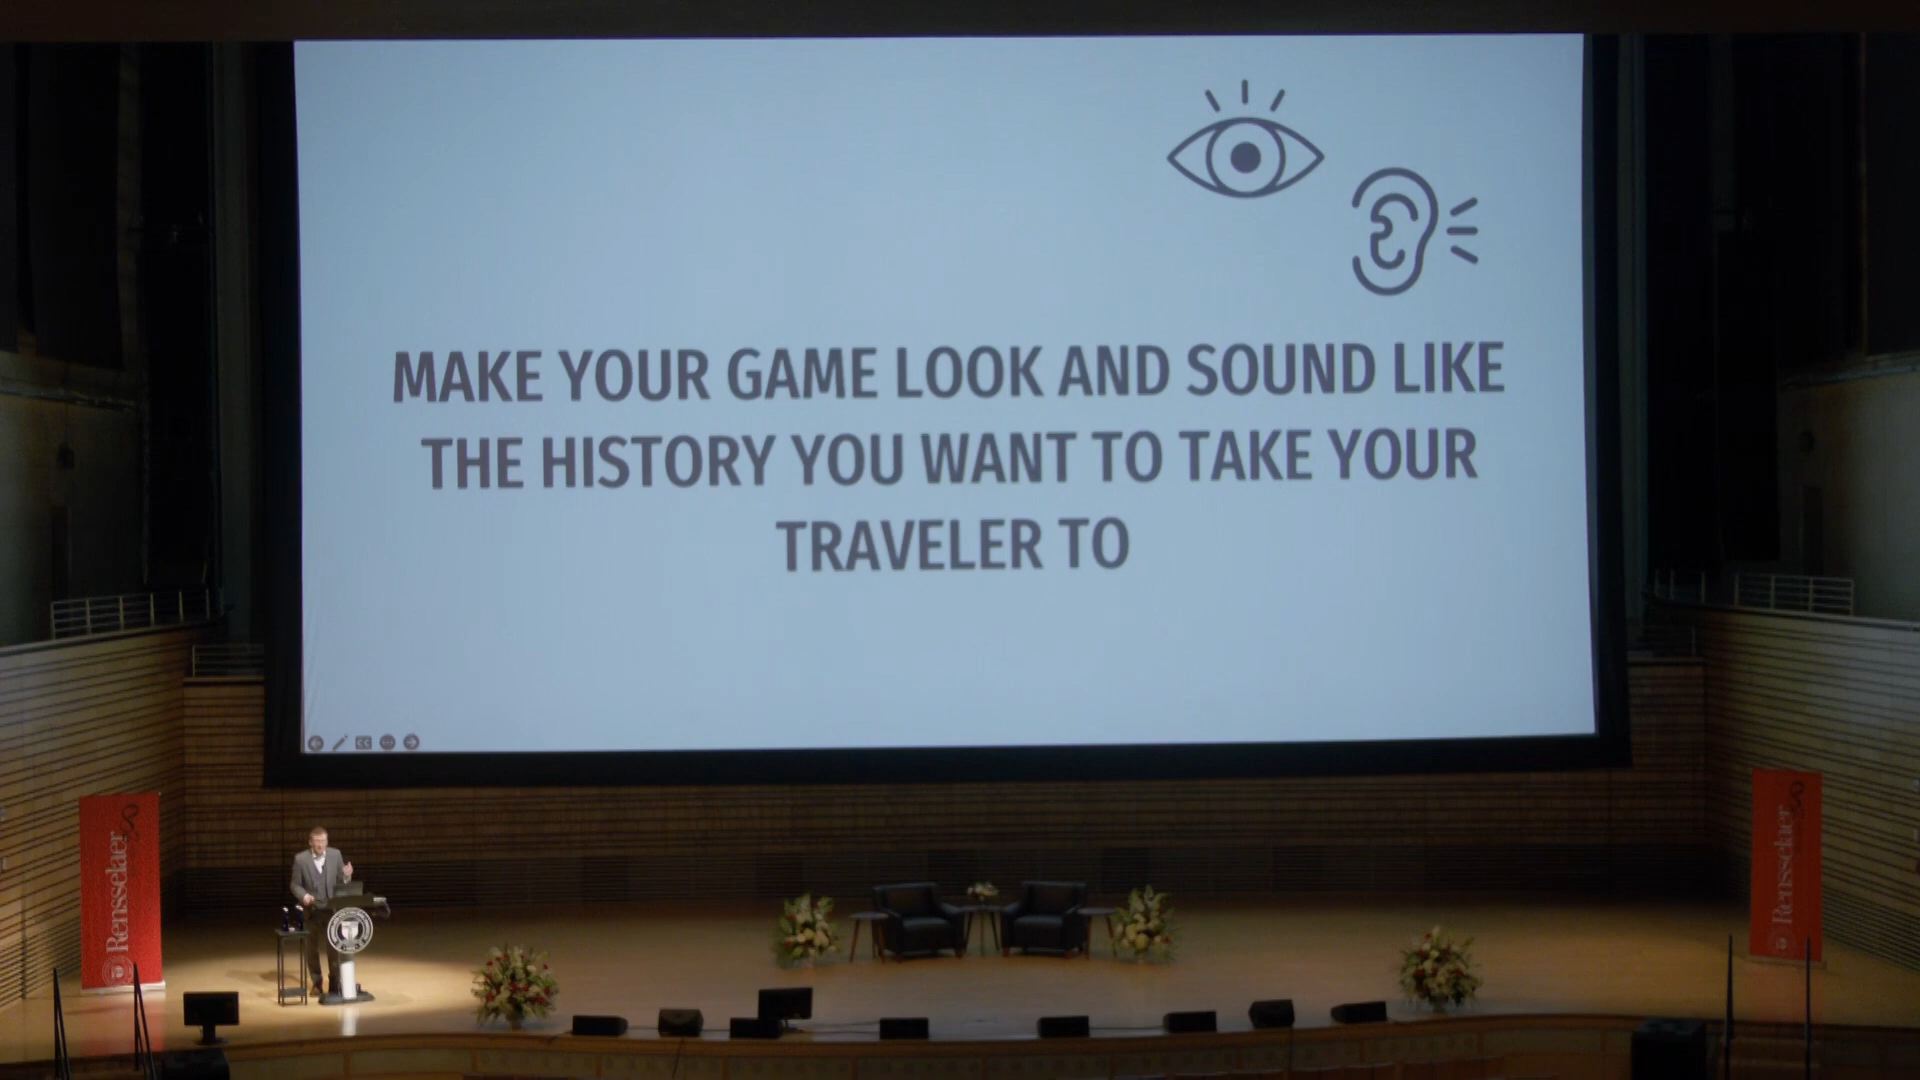 MAKE YOUR GAME LOOK AND SOUND LIKE
THE HISTORY YOU WANT TO TAKE YOUR
TRAVELER TO
Rensselaer
Rensselaer